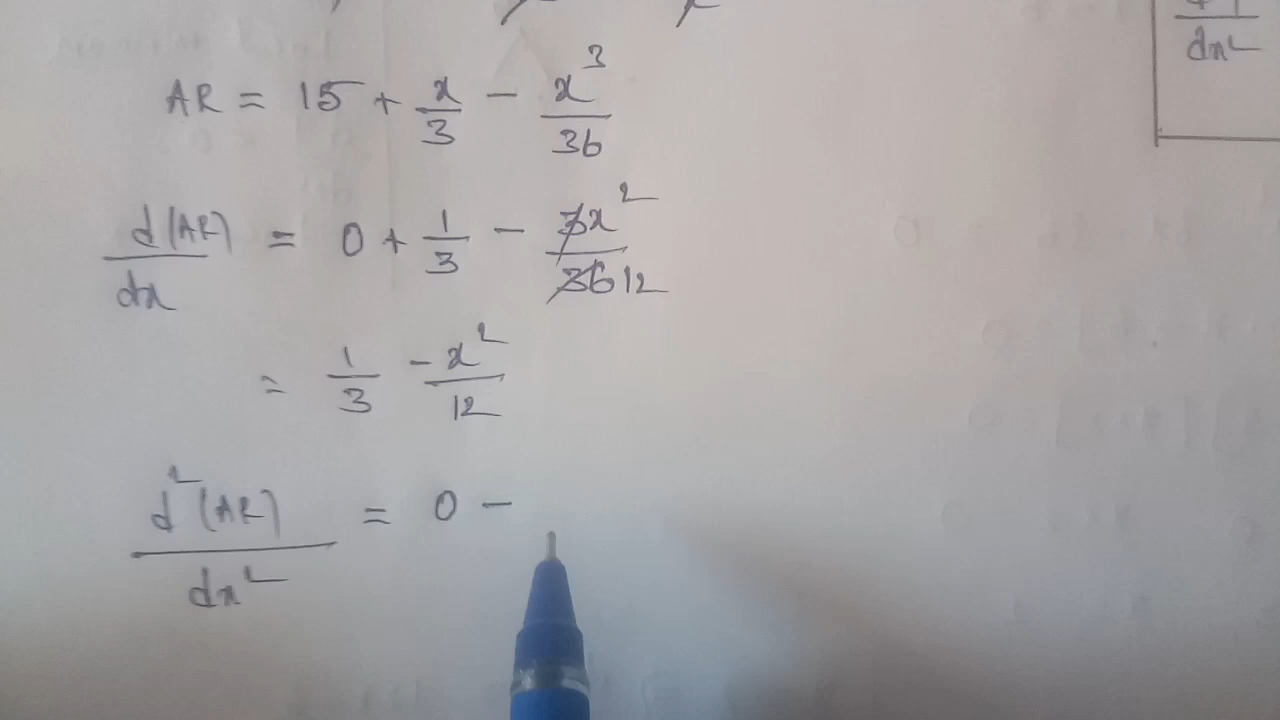 AR = 15 + x/3 - x³/36
d(AR)/dx = 0 + 1/3 - 3x²/36 12
= 1/3 - x²/12
d²(AR)/dx² = 0 -
dx²